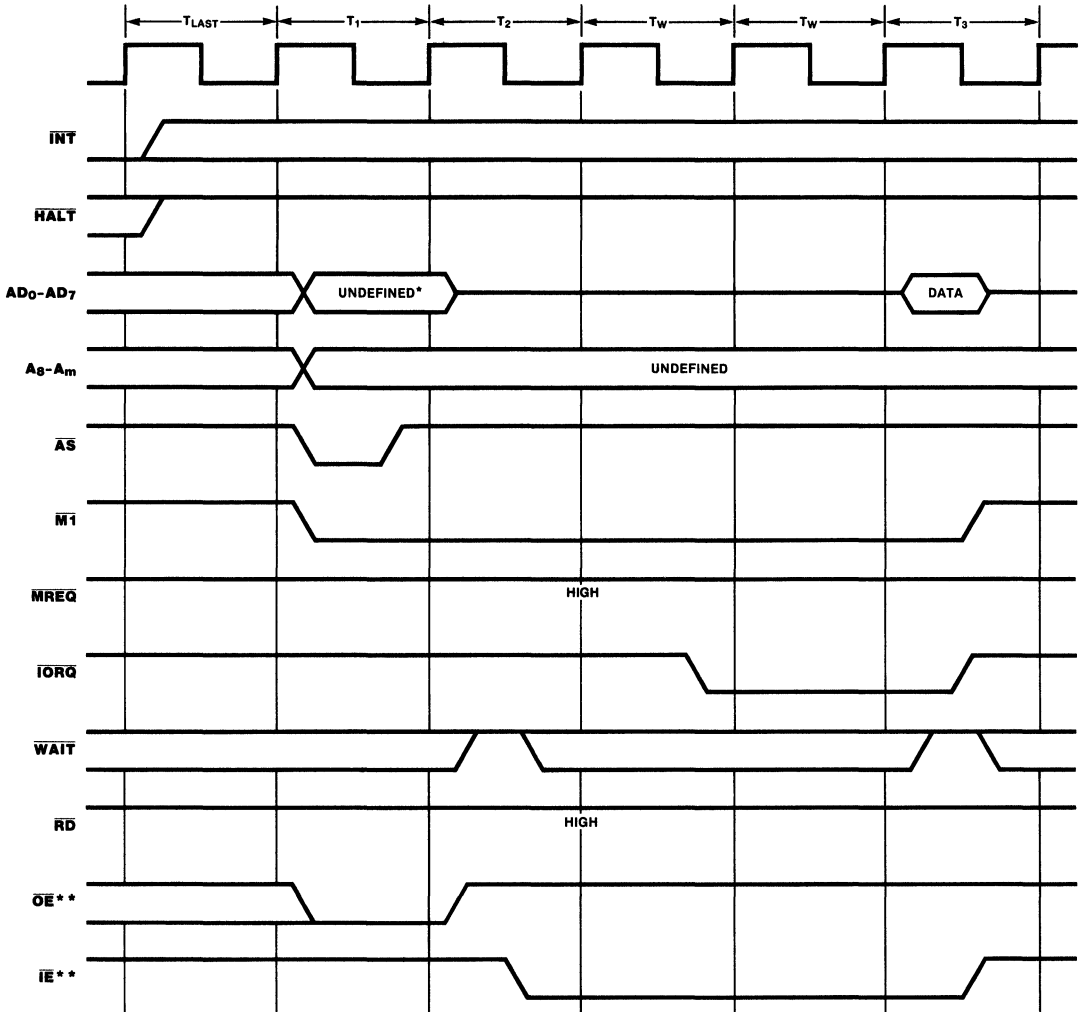 TLAST T1 T2 TW TW T3
INT
HALT
AD0-AD7 UNDEFINED* DATA
A8-Am UNDEFINED
AS
M1
MREQ HIGH
IORQ
WAIT
RD HIGH
OE**
IE**